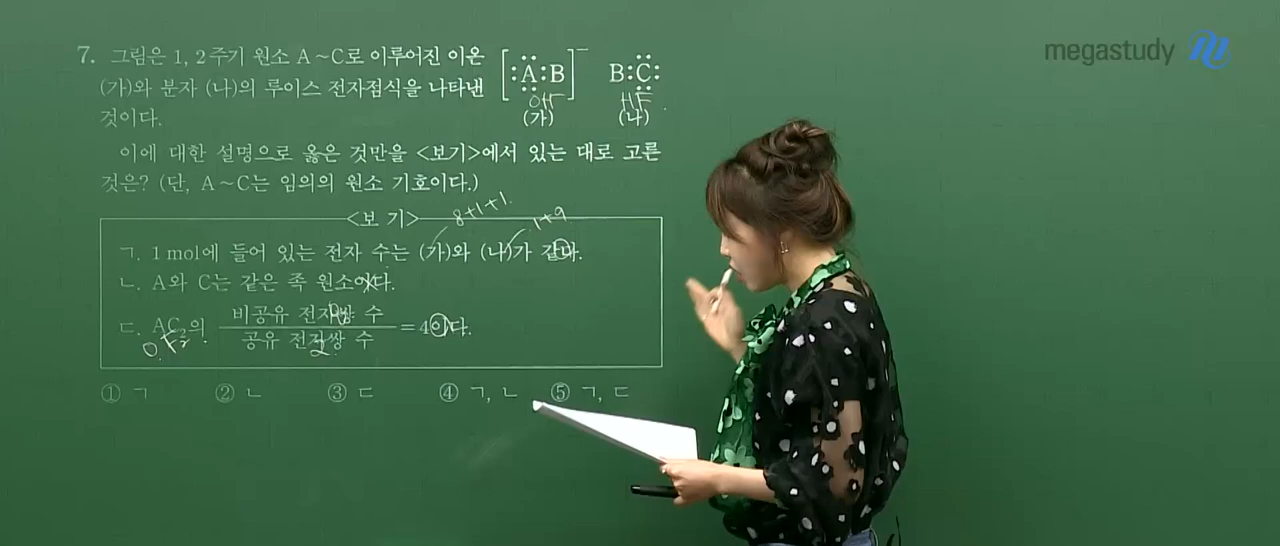 megastudy
7. 그림은 1, 2주기 원소 A~C로 이루어진 이온
(가)와 분자 (나)의 루이스 전자점식을 나타낸
것이다.
[:A:B]⁻ B:C:
OH⁻ HF
(가) (나)
이에 대한 설명으로 옳은 것만을 <보기>에서 있는 대로 고른
것은? (단, A~C는 임의의 원소 기호이다.)
<보 기>
8+1+1 1+9
ㄱ. 1 mol에 들어 있는 전자 수는 (가)와 (나)가 같다.
ㄴ. A와 C는 같은 족 원소이다.
ㄷ. AC₂의 비공유 전자쌍 수 / 공유 전자쌍 수 = 4이다.
OF₂ 8 2
① ㄱ ② ㄴ ③ ㄷ ④ ㄱ, ㄴ ⑤ ㄱ, ㄷ